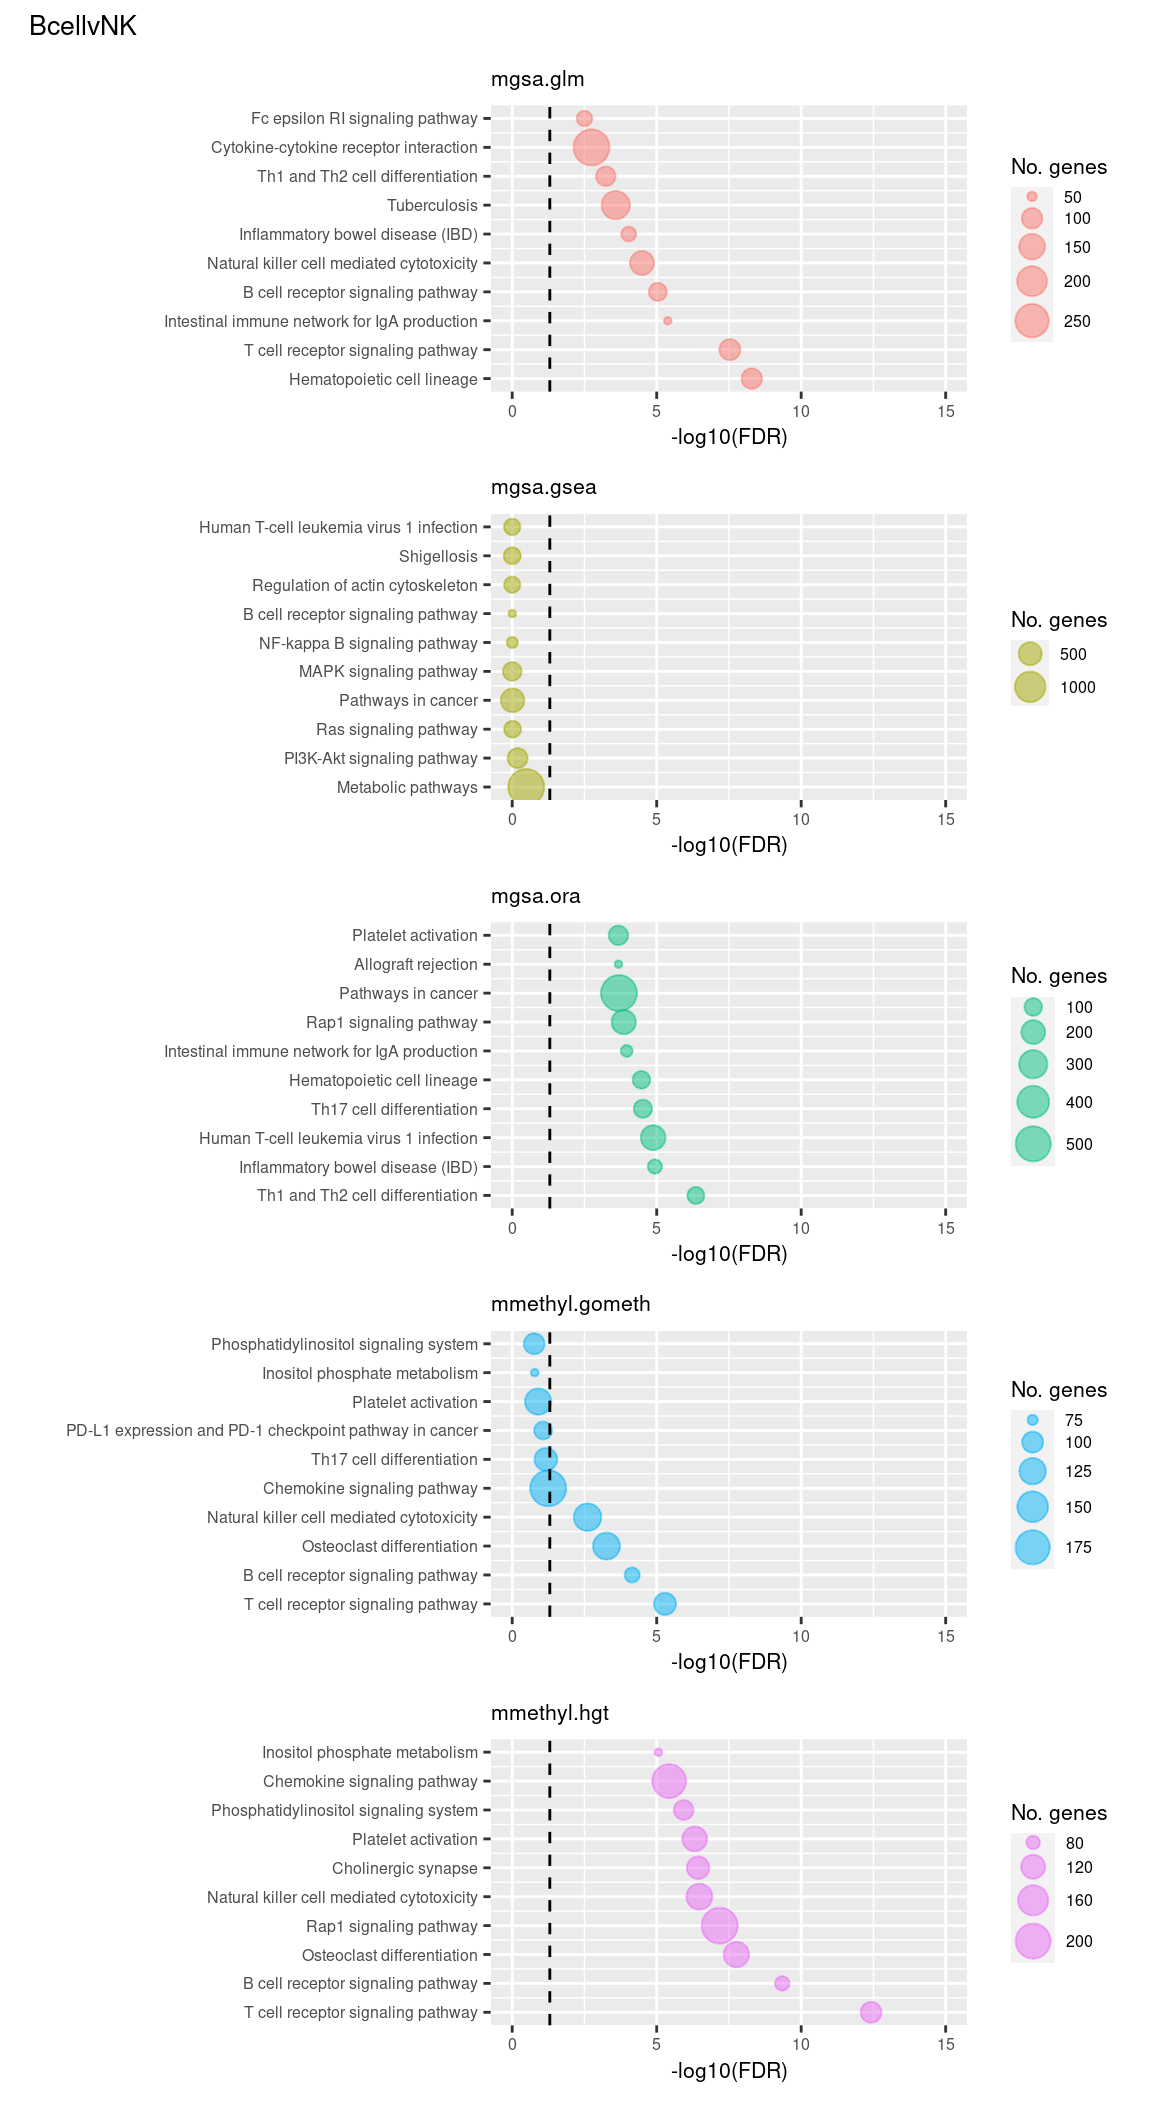 BcellvNK
mgsa.glm
Fc epsilon RI signaling pathway
Cytokine-cytokine receptor interaction
Th1 and Th2 cell differentiation
Tuberculosis
Inflammatory bowel disease (IBD)
Natural killer cell mediated cytotoxicity
B cell receptor signaling pathway
Intestinal immune network for IgA production
T cell receptor signaling pathway
Hematopoietic cell lineage
0 5 10 15
-log10(FDR)
No. genes
50
100
150
200
250
mgsa.gsea
Human T-cell leukemia virus 1 infection
Shigellosis
Regulation of actin cytoskeleton
B cell receptor signaling pathway
NF-kappa B signaling pathway
MAPK signaling pathway
Pathways in cancer
Ras signaling pathway
PI3K-Akt signaling pathway
Metabolic pathways
0 5 10 15
-log10(FDR)
No. genes
500
1000
mgsa.ora
Platelet activation
Allograft rejection
Pathways in cancer
Rap1 signaling pathway
Intestinal immune network for IgA production
Hematopoietic cell lineage
Th17 cell differentiation
Human T-cell leukemia virus 1 infection
Inflammatory bowel disease (IBD)
Th1 and Th2 cell differentiation
0 5 10 15
-log10(FDR)
No. genes
100
200
300
400
500
mmethyl.gometh
Phosphatidylinositol signaling system
Inositol phosphate metabolism
Platelet activation
PD-L1 expression and PD-1 checkpoint pathway in cancer
Th17 cell differentiation
Chemokine signaling pathway
Natural killer cell mediated cytotoxicity
Osteoclast differentiation
B cell receptor signaling pathway
T cell receptor signaling pathway
0 5 10 15
-log10(FDR)
No. genes
75
100
125
150
175
mmethyl.hgt
Inositol phosphate metabolism
Chemokine signaling pathway
Phosphatidylinositol signaling system
Platelet activation
Cholinergic synapse
Natural killer cell mediated cytotoxicity
Rap1 signaling pathway
Osteoclast differentiation
B cell receptor signaling pathway
T cell receptor signaling pathway
0 5 10 15
-log10(FDR)
No. genes
80
120
160
200